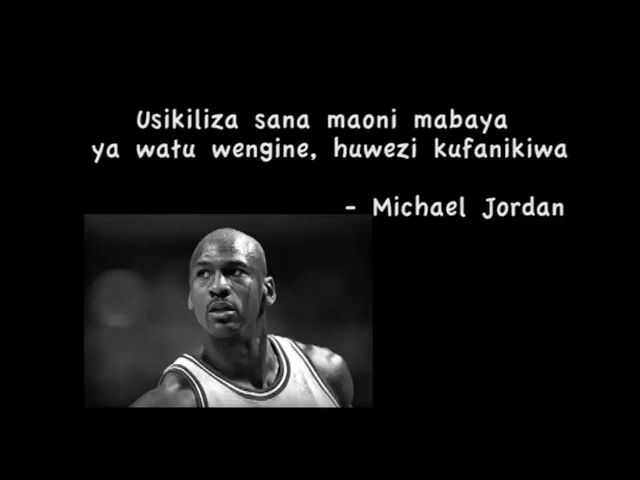 Usikiliza sana maoni mabaya
ya watu wengine, huwezi kufanikiwa
- Michael Jordan